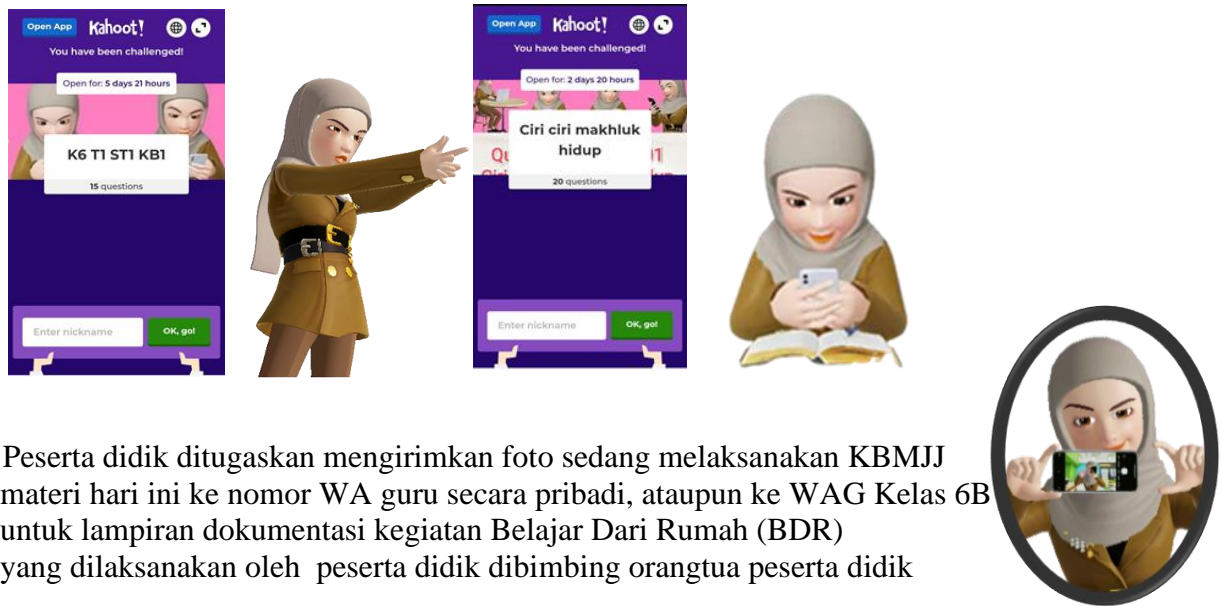 Open App Kahoot!
You have been challenged!
Open for: 5 days 21 hours
K6 T1 ST1 KB1
15 questions
Enter nickname OK, go!
Open App Kahoot!
You have been challenged!
Open for: 2 days 20 hours
Ciri ciri makhluk
hidup
20 questions
Enter nickname OK, go!
Peserta didik ditugaskan mengirimkan foto sedang melaksanakan KBMJJ
materi hari ini ke nomor WA guru secara pribadi, ataupun ke WAG Kelas 6B
untuk lampiran dokumentasi kegiatan Belajar Dari Rumah (BDR)
yang dilaksanakan oleh peserta didik dibimbing orangtua peserta didik